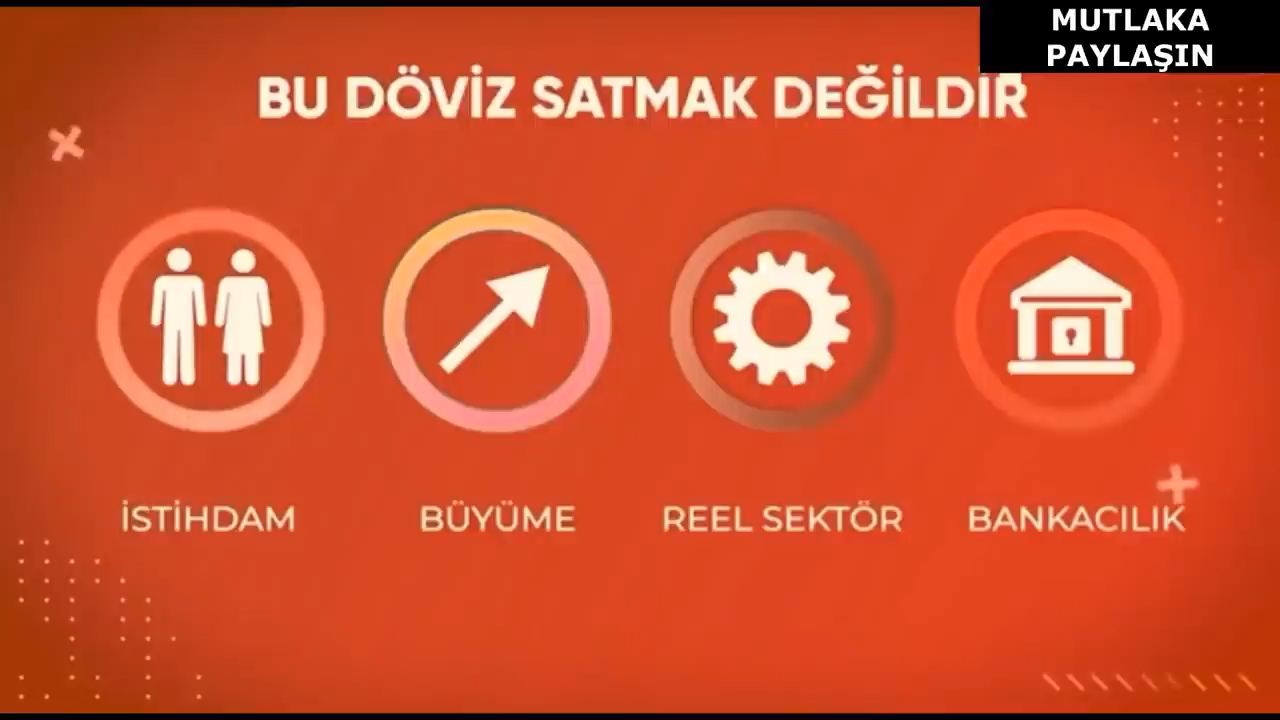 MUTLAKA
PAYLAŞIN
BU DÖVİZ SATMAK DEĞİLDİR
İSTİHDAM
BÜYÜME
REEL SEKTÖR
BANKACILIK